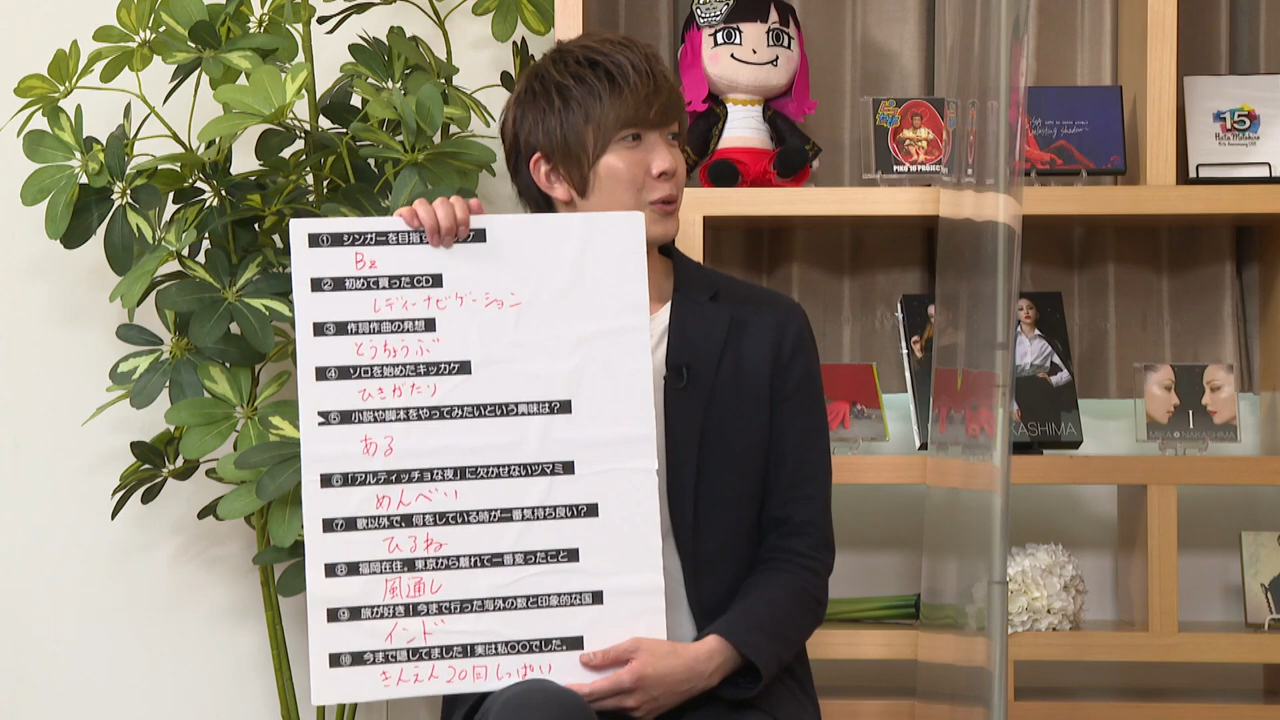 ① シンガーを目指す ケ
B'z
② 初めて買ったCD
レディーナビゲーション
③ 作詞作曲の発想
とうちょうぶ
④ ソロを始めたキッカケ
ひきがたり
⑤ 小説や脚本をやってみたいという興味は？
ある
⑥「アルティッチョな夜」に欠かせないツマミ
めんべい
⑦ 歌以外で、何をしている時が一番気持ち良い？
ひるね
⑧ 福岡在住。東京から離れて一番変ったこと
風通し
⑨ 旅が好き！今まで行った海外の数と印象的な国
インド
⑩ 今まで隠してました！実は私〇〇でした。
きんえん20回しっぱい
PIKO 10 PROJECT
15
KASHIMA
I
MIKA NAKASHIMA